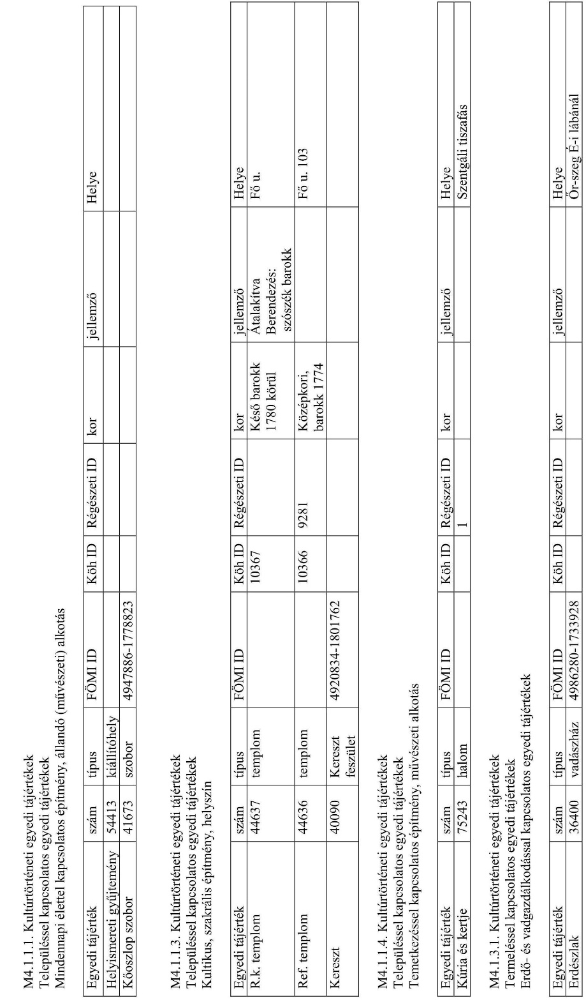 M4.1.1.1. Kultúrtörténeti egyedi tájértékek
Településsel kapcsolatos egyedi tájértékek
Mindennapi élettel kapcsolatos építmény, állandó (művészeti) alkotás
Egyedi tájérték szám típus FÖMI ID Köh ID Régészeti ID kor jellemző Helye
Helyismereti gyűjtemény 54413 kiállítóhely
Kőoszlop szobor 41673 szobor 4947886-1778823
M4.1.1.3. Kultúrtörténeti egyedi tájértékek
Településsel kapcsolatos egyedi tájértékek
Kultikus, szakrális építmény, helyszín
Egyedi tájérték szám típus FÖMI ID Köh ID Régészeti ID kor jellemző Helye
R.k. templom 44637 templom 10367 Késő barokk Átalakítva Fő u.
1780 körül Berendezés:
szószék barokk
Ref. templom 44636 templom 10366 9281 Középkori, Fő u. 103
barokk 1774
Kereszt 40090 Kereszt 4920834-1801762
feszület
M4.1.1.4. Kultúrtörténeti egyedi tájértékek
Településsel kapcsolatos egyedi tájértékek
Temetkezéssel kapcsolatos építmény, művészeti alkotás
Egyedi tájérték szám típus FÖMI ID Köh ID Régészeti ID kor jellemző Helye
Kúria és kertje 75243 halom 1 Szentgáli tiszafás
M4.1.3.1. Kultúrtörténeti egyedi tájértékek
Termeléssel kapcsolatos egyedi tájértékek
Erdő- és vadgazdálkodással kapcsolatos egyedi tájértékek
Egyedi tájérték szám típus FÖMI ID Köh ID Régészeti ID kor jellemző Helye
Erdészlak 36400 vadászház 4986280-1733928 Őr-szeg É-i lábánál